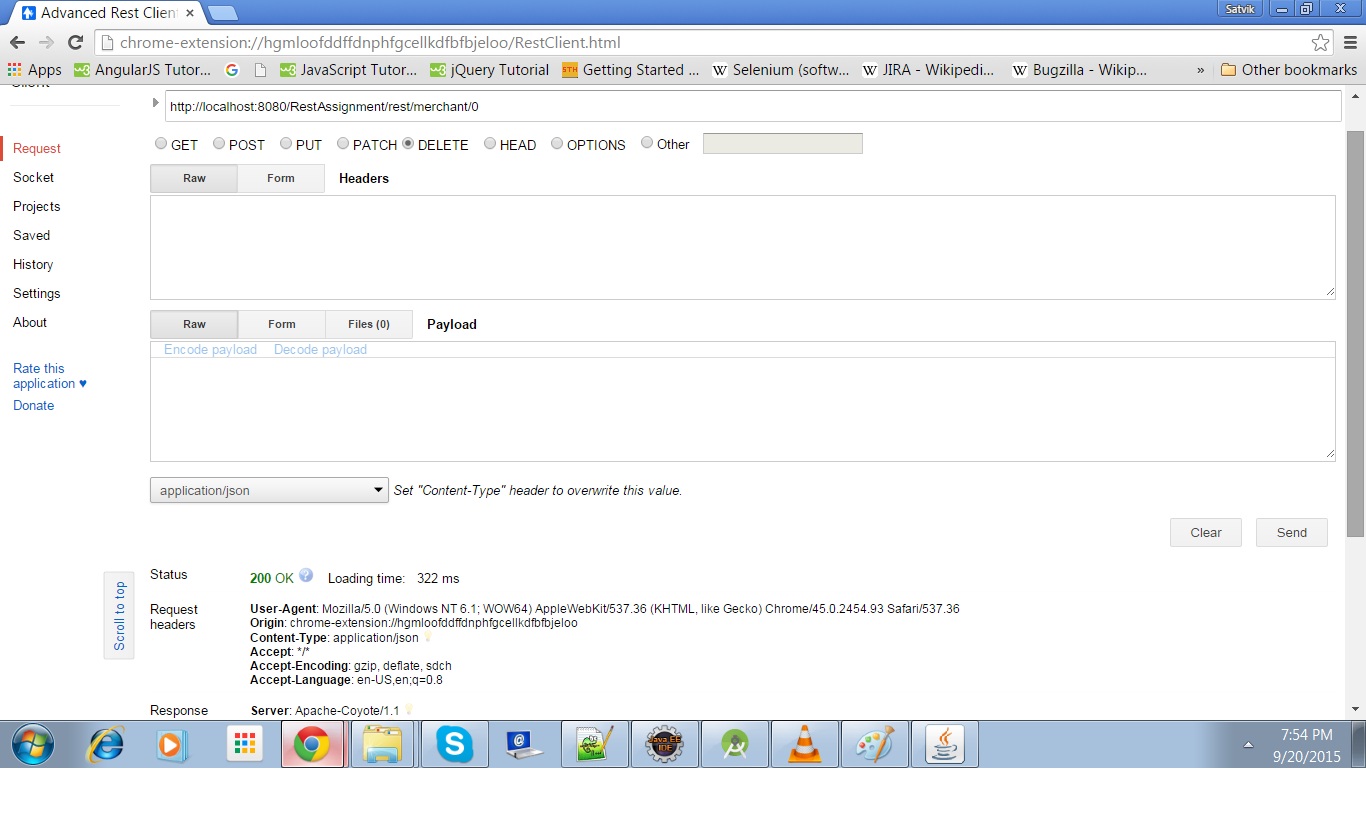 Advanced Rest Client
Satvik
chrome-extension://hgmloofddffdnphfgcellkdfbfbjeloo/RestClient.html
Apps AngularJS Tutor... JavaScript Tutor... jQuery Tutorial STH Getting Started ... W Selenium (softw... W JIRA - Wikipedi... W Bugzilla - Wikip... » Other bookmarks
Client
http://localhost:8080/RestAssignment/rest/merchant/0
GET POST PUT PATCH DELETE HEAD OPTIONS Other
Request
Socket
Projects
Saved
History
Settings
About
Rate this
application ♥
Donate
Raw Form Headers
Raw Form Files (0) Payload
Encode payload Decode payload
application/json Set "Content-Type" header to overwrite this value.
Clear Send
Scroll to top
Status 200 OK Loading time: 322 ms
Request
headers
User-Agent: Mozilla/5.0 (Windows NT 6.1; WOW64) AppleWebKit/537.36 (KHTML, like Gecko) Chrome/45.0.2454.93 Safari/537.36
Origin: chrome-extension://hgmloofddffdnphfgcellkdfbfbjeloo
Content-Type: application/json
Accept: */*
Accept-Encoding: gzip, deflate, sdch
Accept-Language: en-US,en;q=0.8
Response Server: Apache-Coyote/1.1
Java EE
IDE
7:54 PM
9/20/2015